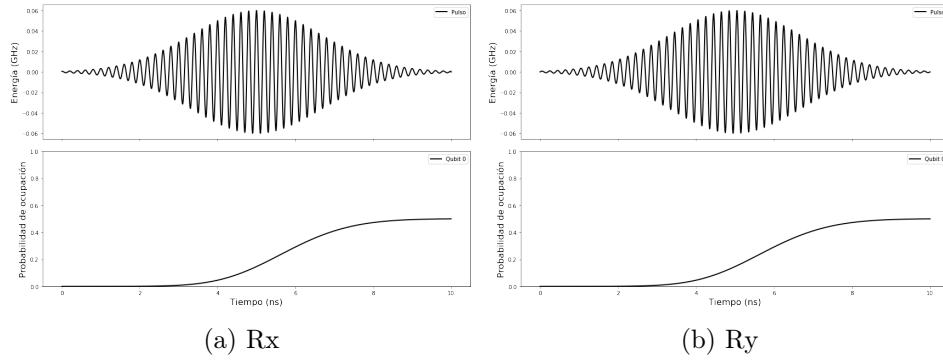 Energía (GHz)
0.06
0.04
0.02
0.00
−0.02
−0.04
−0.06
Pulso
Probabilidad de ocupación
1.0
0.8
0.6
0.4
0.2
0.0
Qubit 0
0 2 4 6 8 10
Tiempo (ns)
(a) Rx
Energía (GHz)
0.06
0.04
0.02
0.00
−0.02
−0.04
−0.06
Pulso
Probabilidad de ocupación
1.0
0.8
0.6
0.4
0.2
0.0
Qubit 0
0 2 4 6 8 10
Tiempo (ns)
(b) Ry